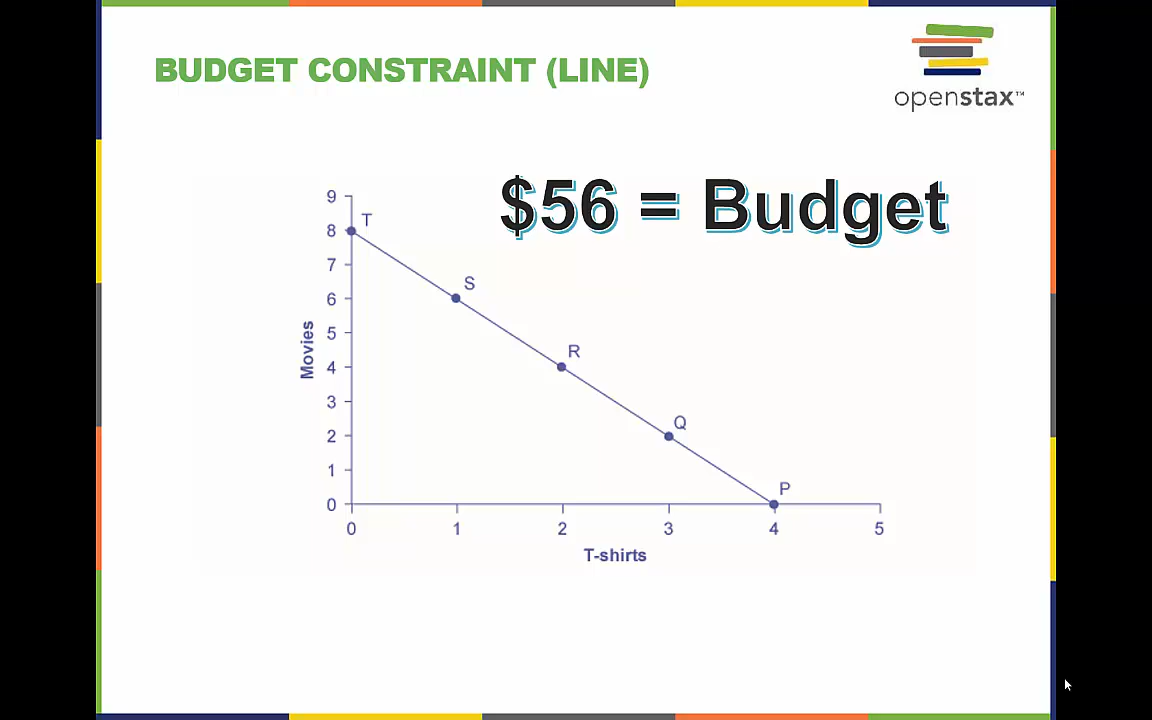 BUDGET CONSTRAINT (LINE)
openstax™
$56 = Budget
9
8
7
6
5
4
3
2
1
0
Movies
T
S
R
Q
P
0 1 2 3 4 5
T-shirts